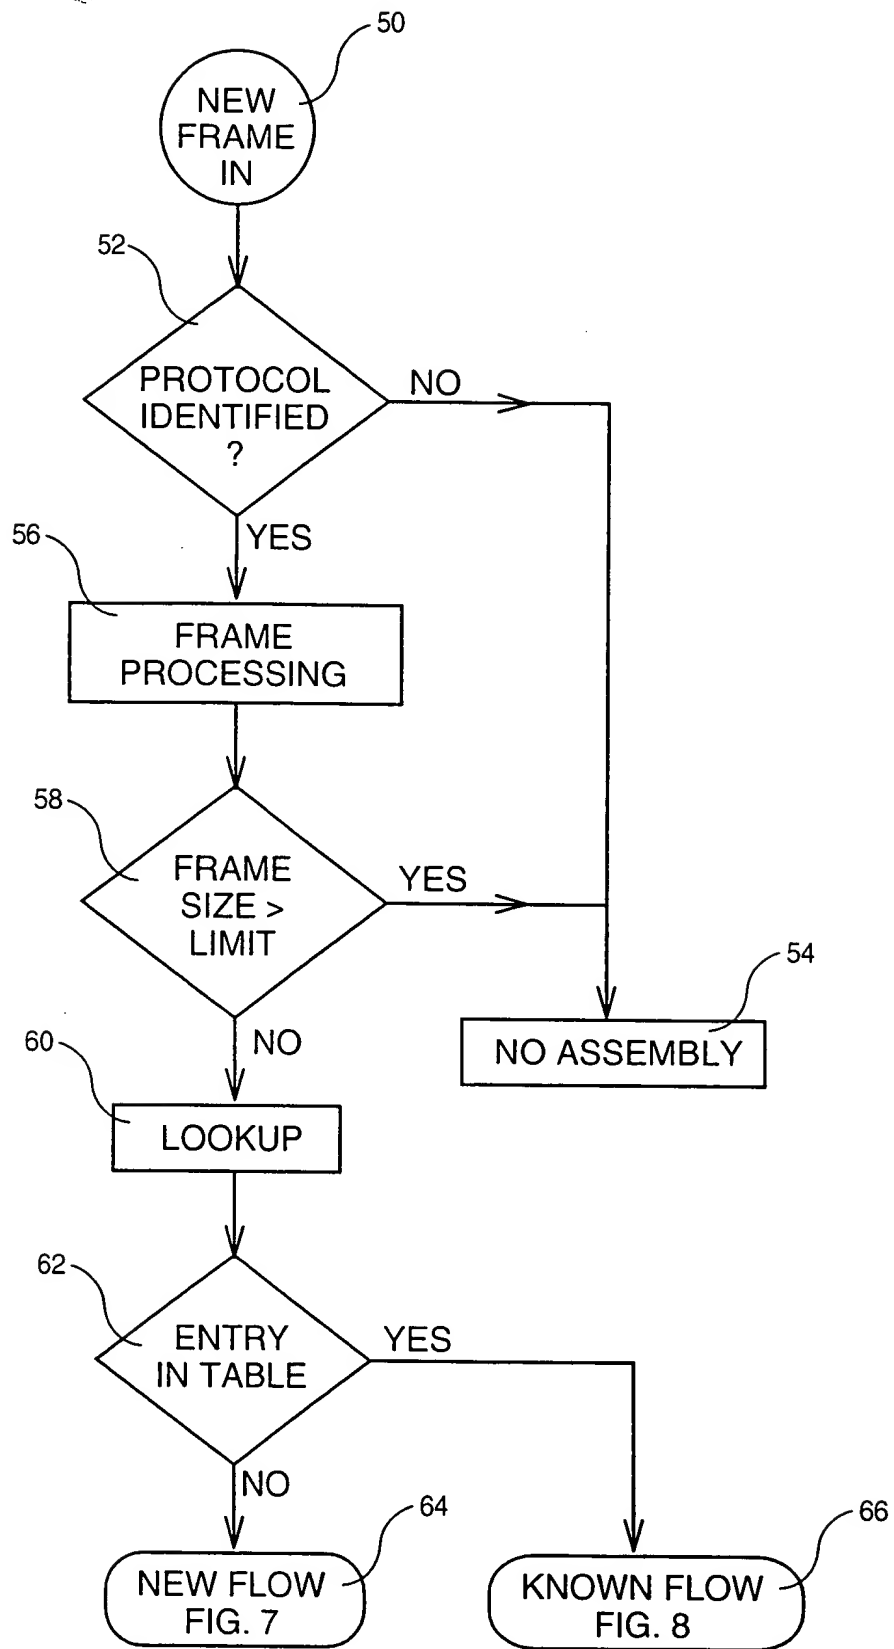 50
NEW
FRAME
IN
52
PROTOCOL
IDENTIFIED
?
NO
YES
56
FRAME
PROCESSING
58
FRAME
SIZE >
LIMIT
YES
54
NO ASSEMBLY
NO
60
LOOKUP
62
ENTRY
IN TABLE
YES
NO
64
NEW FLOW
FIG. 7
66
KNOWN FLOW
FIG. 8